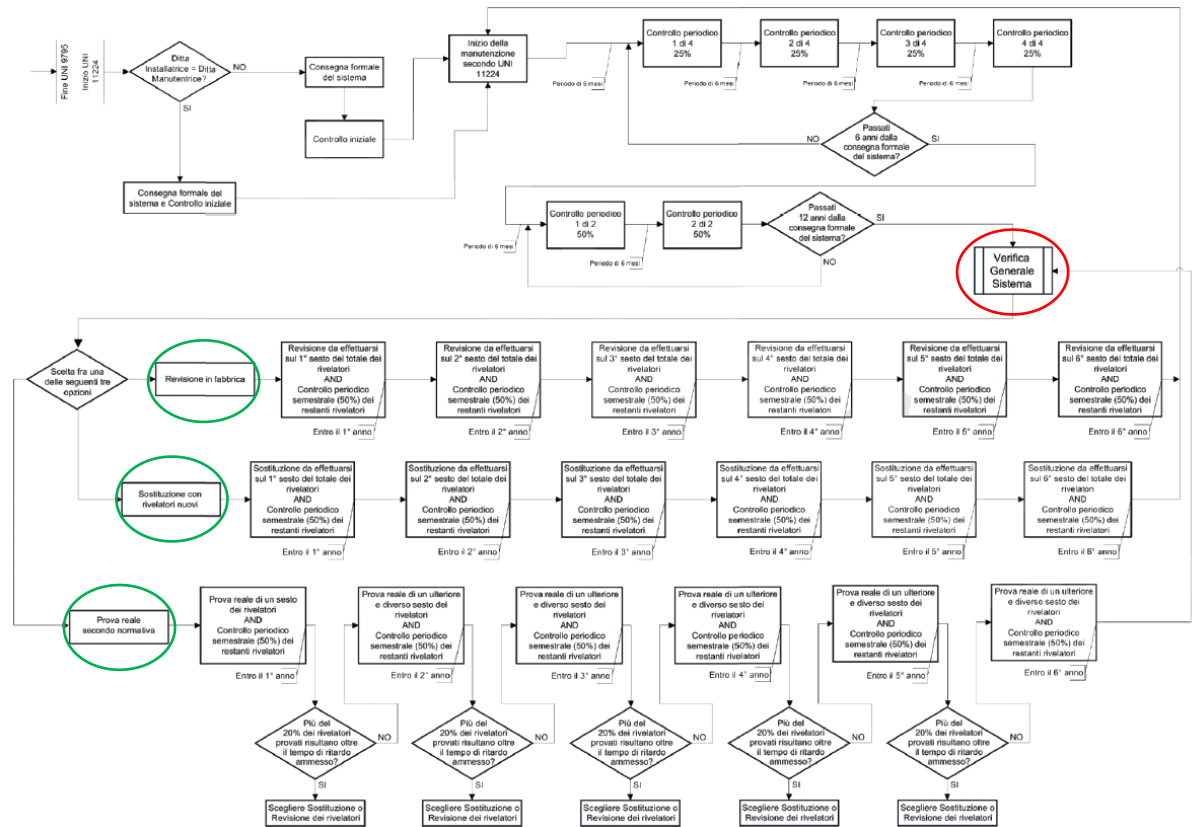 Fine UNI 9795
Inizio UNI
11224
Ditta
Installatrice = Ditta
Manutentrice?
NO
SI
Consegna formale
del sistema
Controllo iniziale
Consegna formale del
sistema e Controllo iniziale
Inizio della
manutenzione
secondo UNI
11224
Periodo di 6 mesi
Controllo periodico
1 di 4
25%
Periodo di 6 mesi
Controllo periodico
2 di 4
25%
Periodo di 6 mesi
Controllo periodico
3 di 4
25%
Periodo di 6 mesi
Controllo periodico
4 di 4
25%
Passati
6 anni dalla
consegna formale
del sistema?
NO
SI
Periodo di 6 mesi
Controllo periodico
1 di 2
50%
Periodo di 6 mesi
Controllo periodico
2 di 2
50%
Passati
12 anni dalla
consegna formale
del sistema?
SI
NO
Verifica
Generale
Sistema
Scelta fra una
delle seguenti tre
opzioni
Revisione in fabbrica
Revisione da effettuarsi
sul 1° sesto del totale dei
rivelatori
AND
Controllo periodico
semestrale (50%) dei
restanti rivelatori
Entro il 1° anno
Revisione da effettuarsi
sul 2° sesto del totale dei
rivelatori
AND
Controllo periodico
semestrale (50%) dei
restanti rivelatori
Entro il 2° anno
Revisione da effettuarsi
sul 3° sesto del totale dei
rivelatori
AND
Controllo periodico
semestrale (50%) dei
restanti rivelatori
Entro il 3° anno
Revisione da effettuarsi
sul 4° sesto del totale dei
rivelatori
AND
Controllo periodico
semestrale (50%) dei
restanti rivelatori
Entro il 4° anno
Revisione da effettuarsi
sul 5° sesto del totale dei
rivelatori
AND
Controllo periodico
semestrale (50%) dei
restanti rivelatori
Entro il 5° anno
Revisione da effettuarsi
sul 6° sesto del totale dei
rivelatori
AND
Controllo periodico
semestrale (50%) dei
restanti rivelatori
Entro il 6° anno
Sostituzione con
rivelatori nuovi
Sostituzione da effettuarsi
sul 1° sesto del totale dei
rivelatori
AND
Controllo periodico
semestrale (50%) dei
restanti rivelatori
Entro il 1° anno
Sostituzione da effettuarsi
sul 2° sesto del totale dei
rivelatori
AND
Controllo periodico
semestrale (50%) dei
restanti rivelatori
Entro il 2° anno
Sostituzione da effettuarsi
sul 3° sesto del totale dei
rivelatori
AND
Controllo periodico
semestrale (50%) dei
restanti rivelatori
Entro il 3° anno
Sostituzione da effettuarsi
sul 4° sesto del totale dei
rivelatori
AND
Controllo periodico
semestrale (50%) dei
restanti rivelatori
Entro il 4° anno
Sostituzione da effettuarsi
sul 5° sesto del totale dei
rivelatori
AND
Controllo periodico
semestrale (50%) dei
restanti rivelatori
Entro il 5° anno
Sostituzione da effettuarsi
sul 6° sesto del totale dei
rivelatori
AND
Controllo periodico
semestrale (50%) dei
restanti rivelatori
Entro il 6° anno
Prova reale
secondo normativa
Prova reale di un sesto
dei rivelatori
AND
Controllo periodico
semestrale (50%) dei
restanti rivelatori
Entro il 1° anno
Prova reale di un ulteriore
e diverso sesto dei
rivelatori
AND
Controllo periodico
semestrale (50%) dei
restanti rivelatori
Entro il 2° anno
Prova reale di un ulteriore
e diverso sesto dei
rivelatori
AND
Controllo periodico
semestrale (50%) dei
restanti rivelatori
Entro il 3° anno
Prova reale di un ulteriore
e diverso sesto dei
rivelatori
AND
Controllo periodico
semestrale (50%) dei
restanti rivelatori
Entro il 4° anno
Prova reale di un ulteriore
e diverso sesto dei
rivelatori
AND
Controllo periodico
semestrale (50%) dei
restanti rivelatori
Entro il 5° anno
Prova reale di un ulteriore
e diverso sesto dei
rivelatori
AND
Controllo periodico
semestrale (50%) dei
restanti rivelatori
Entro il 6° anno
Più del
20% dei rivelatori
provati risultano oltre
il tempo di ritardo
ammesso?
NO
SI
Scegliere Sostituzione o
Revisione dei rivelatori
Più del
20% dei rivelatori
provati risultano oltre
il tempo di ritardo
ammesso?
NO
SI
Scegliere Sostituzione o
Revisione dei rivelatori
Più del
20% dei rivelatori
provati risultano oltre
il tempo di ritardo
ammesso?
NO
SI
Scegliere Sostituzione o
Revisione dei rivelatori
Più del
20% dei rivelatori
provati risultano oltre
il tempo di ritardo
ammesso?
NO
SI
Scegliere Sostituzione o
Revisione dei rivelatori
Più del
20% dei rivelatori
provati risultano oltre
il tempo di ritardo
ammesso?
NO
SI
Scegliere Sostituzione o
Revisione dei rivelatori